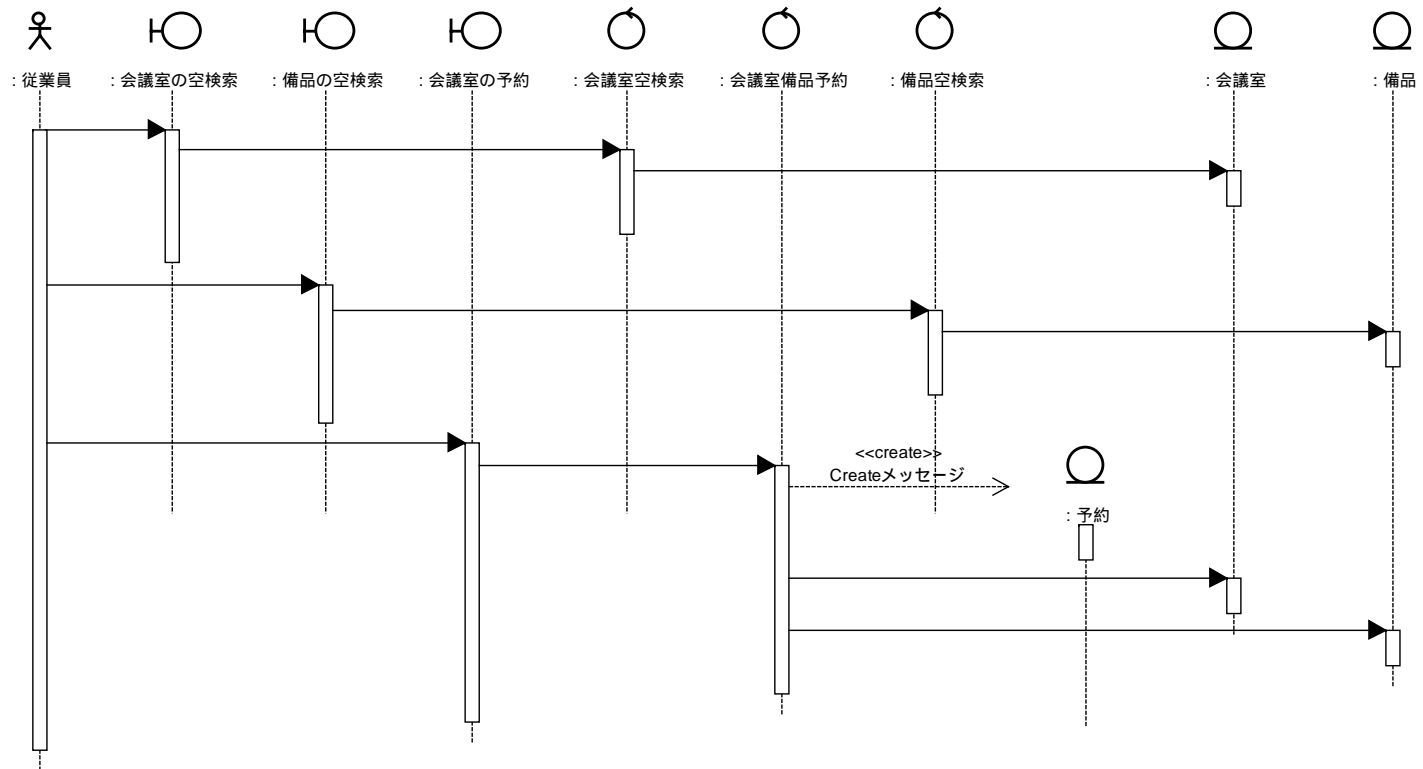 : 従業員
: 会議室の空検索
: 備品の空検索
: 会議室の予約
: 会議室空検索
: 会議室備品予約
: 備品空検索
: 会議室
: 備品
<<create>>
Createメッセージ
: 予約